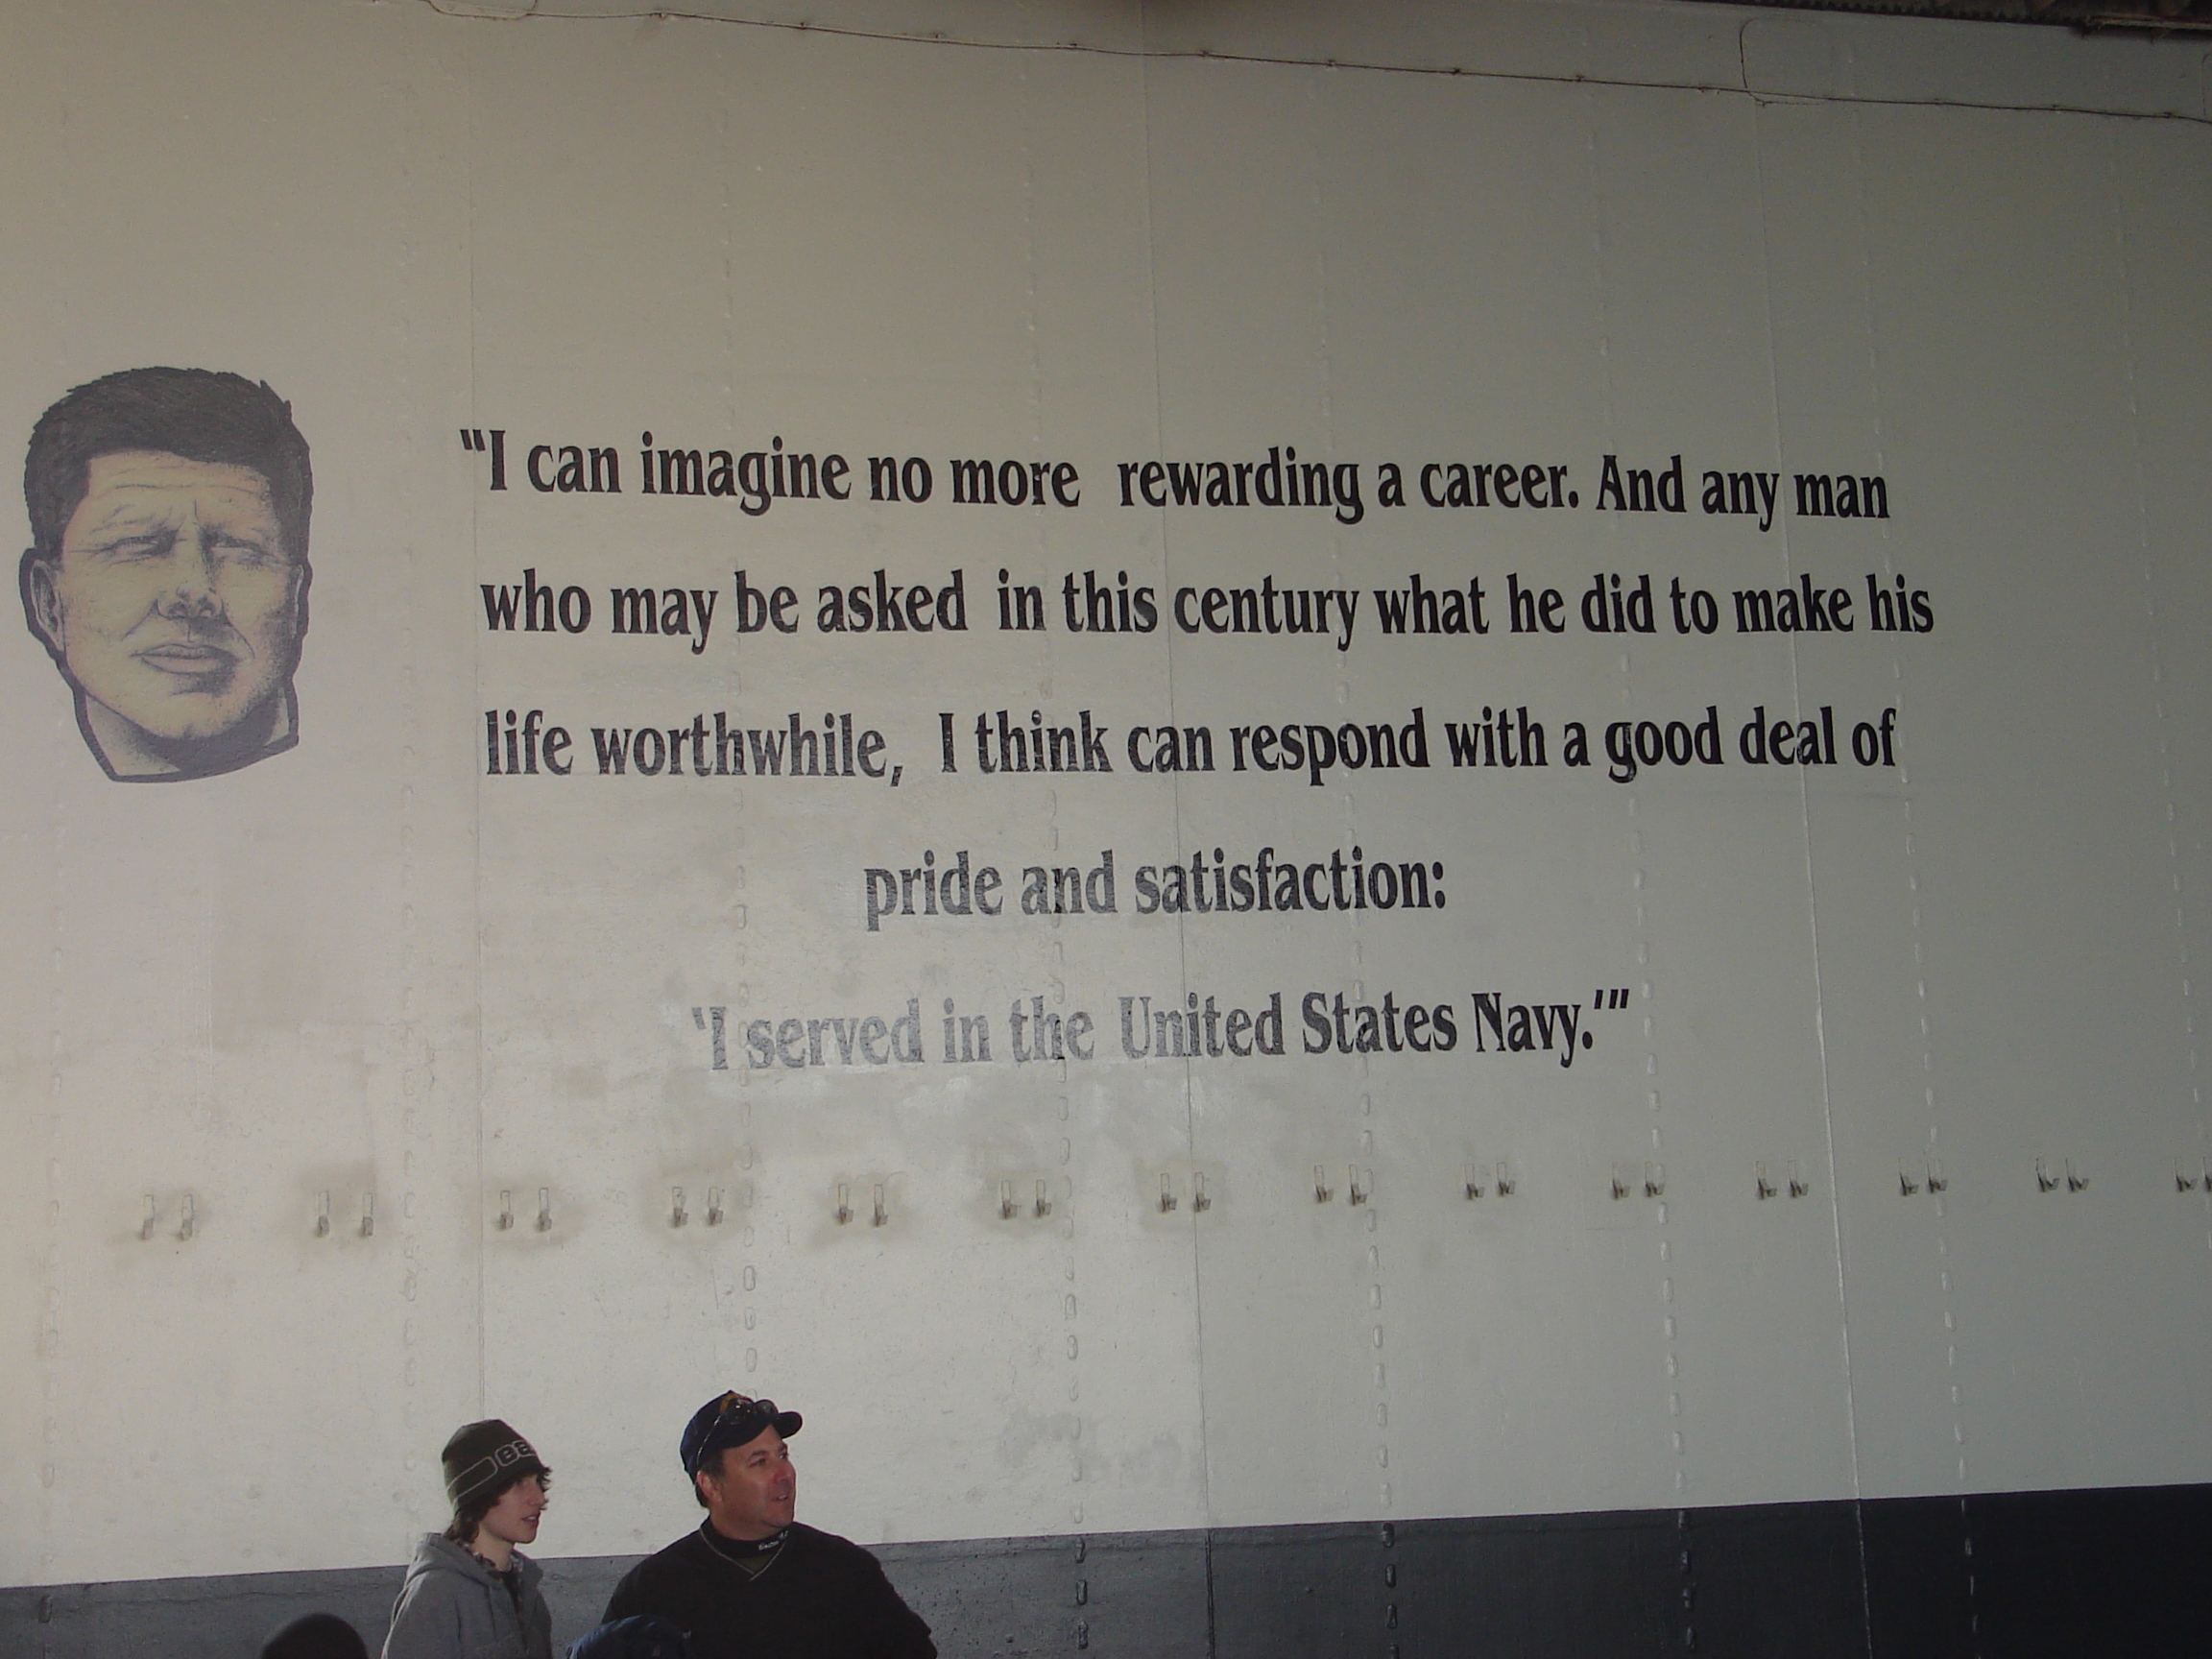 "I can imagine no more rewarding a career. And any man
who may be asked in this century what he did to make his
life worthwhile, I think can respond with a good deal of
pride and satisfaction:
'I served in the United States Navy.'"